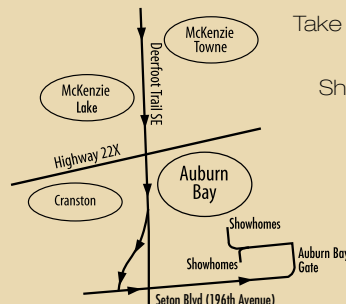 Take
McKenzie
Towne
Sh
Deerfoot Trail SE
McKenzie
Lake
Highway 22X
Auburn
Bay
Cranston
Showhomes
Auburn Bay
Gate
Showhomes
Seton Blvd (196th Avenue)